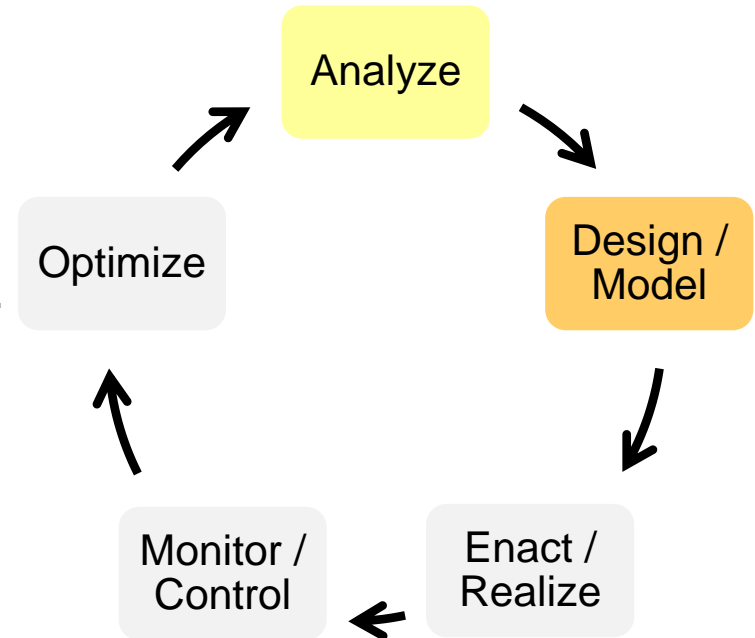 Analyze
Design /
Model
Enact /
Realize
Monitor /
Control
Optimize